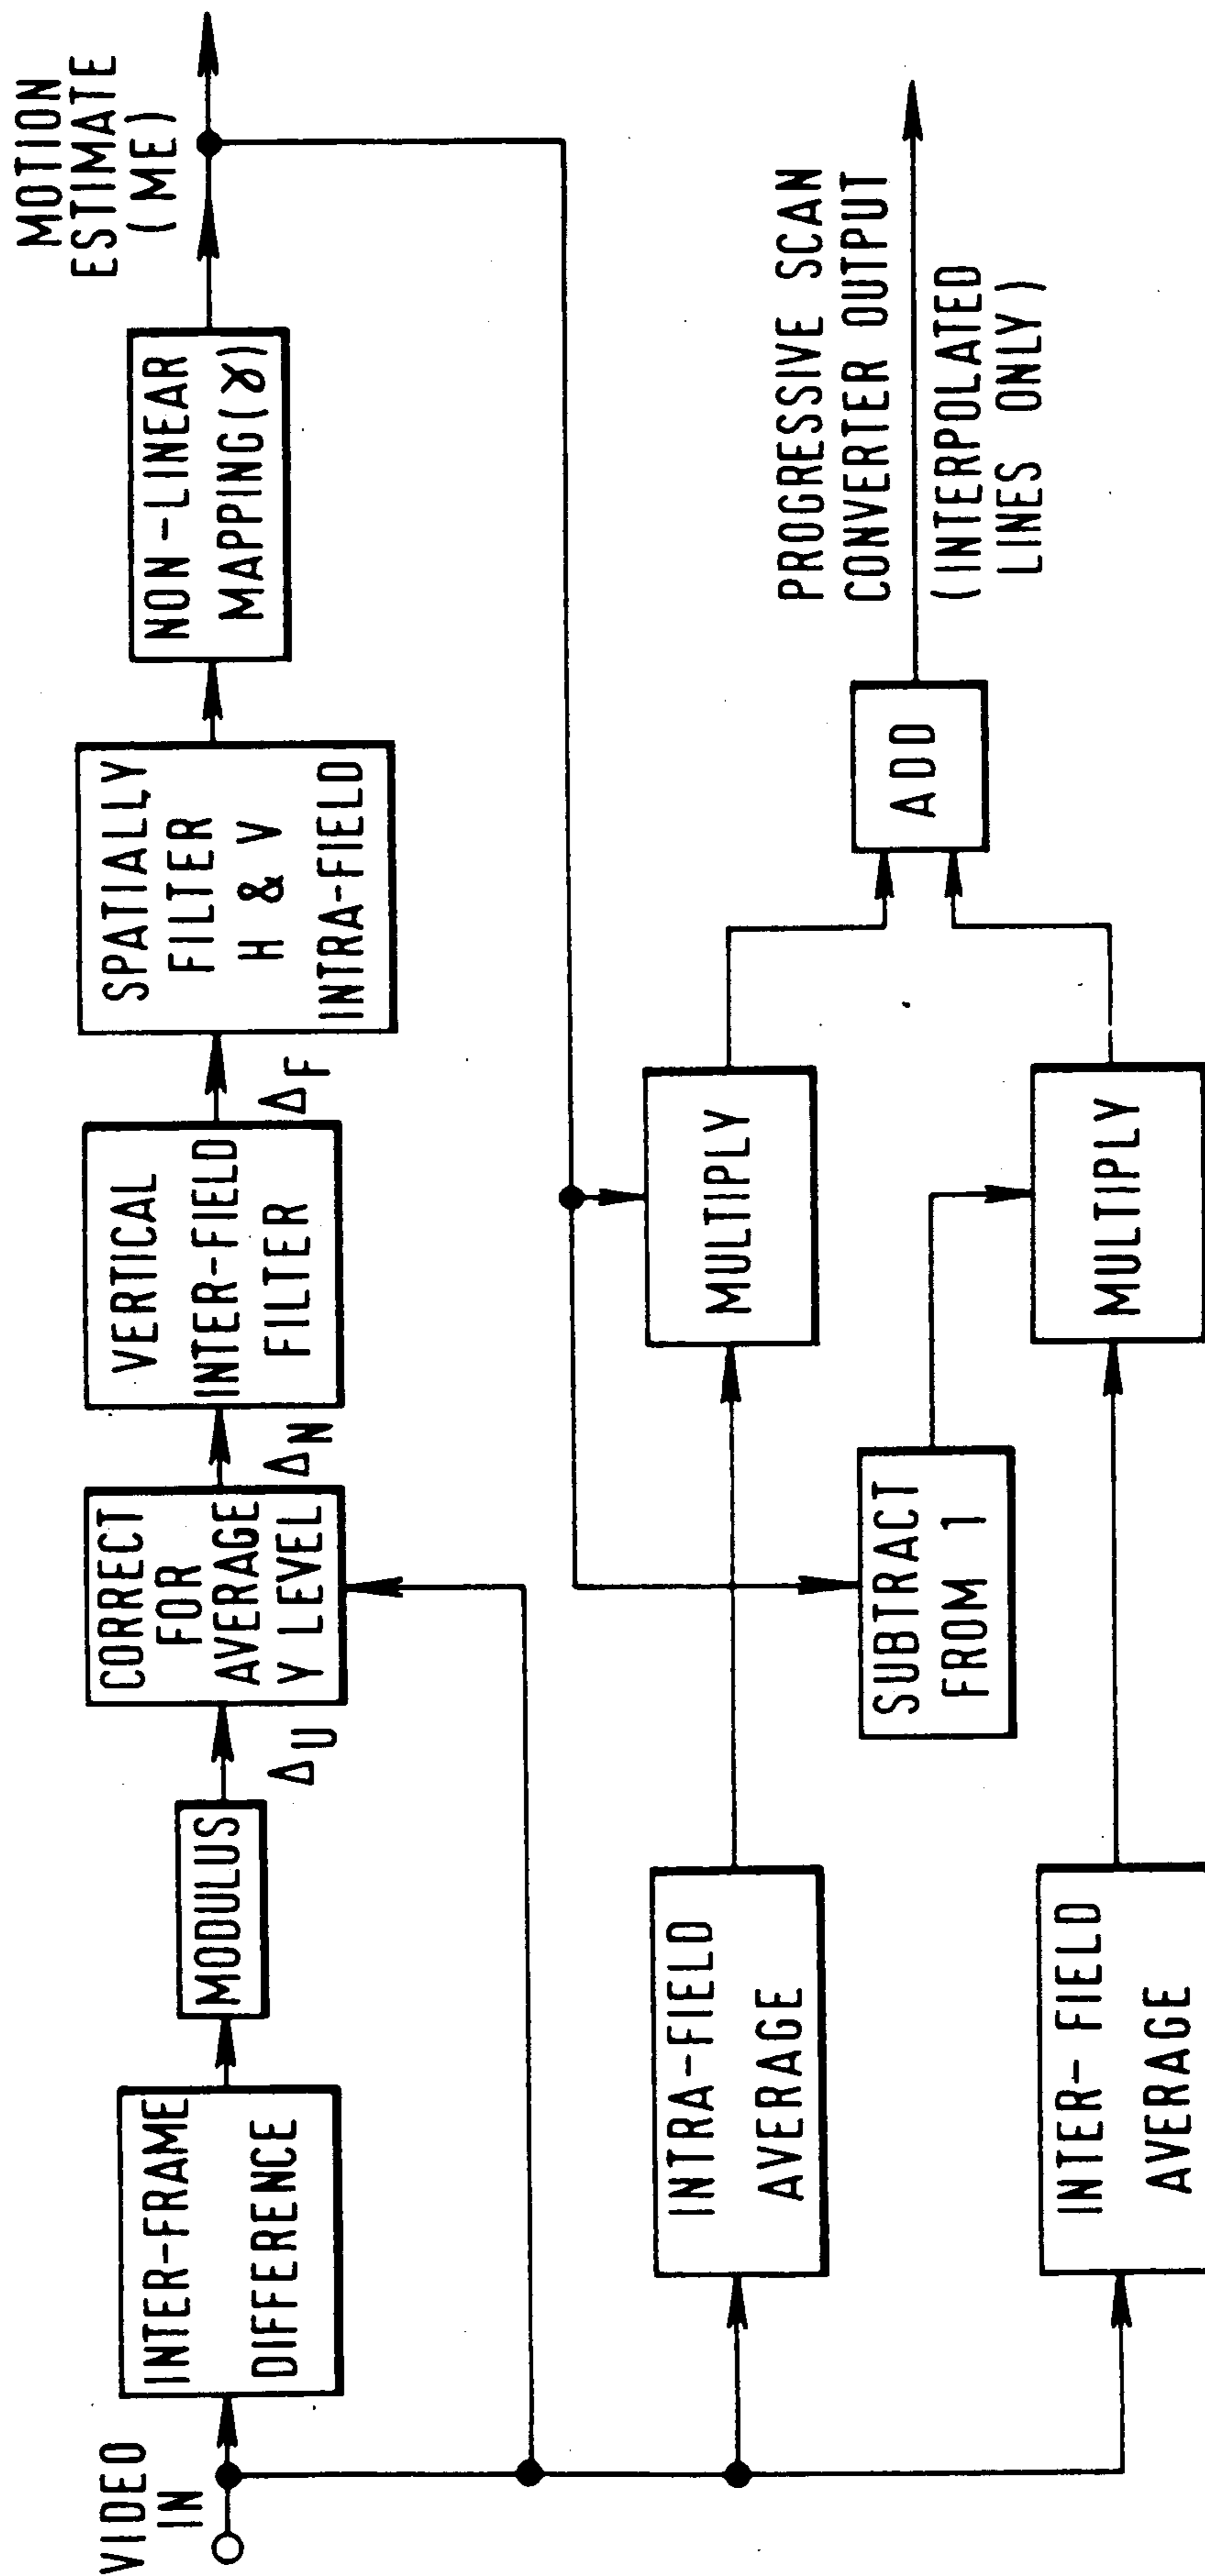 VIDEO
IN
INTER-FRAME
DIFFERENCE
MODULUS
ΔU
CORRECT
FOR
AVERAGE
Y LEVEL
ΔN
VERTICAL
INTER-FIELD
FILTER
ΔF
SPATIALLY
FILTER
H & V
INTRA-FIELD
NON-LINEAR
MAPPING(γ)
MOTION
ESTIMATE
(ME)
INTRA-FIELD
AVERAGE
MULTIPLY
SUBTRACT
FROM 1
INTER-FIELD
AVERAGE
MULTIPLY
ADD
PROGRESSIVE SCAN
CONVERTER OUTPUT
(INTERPOLATED
LINES ONLY)